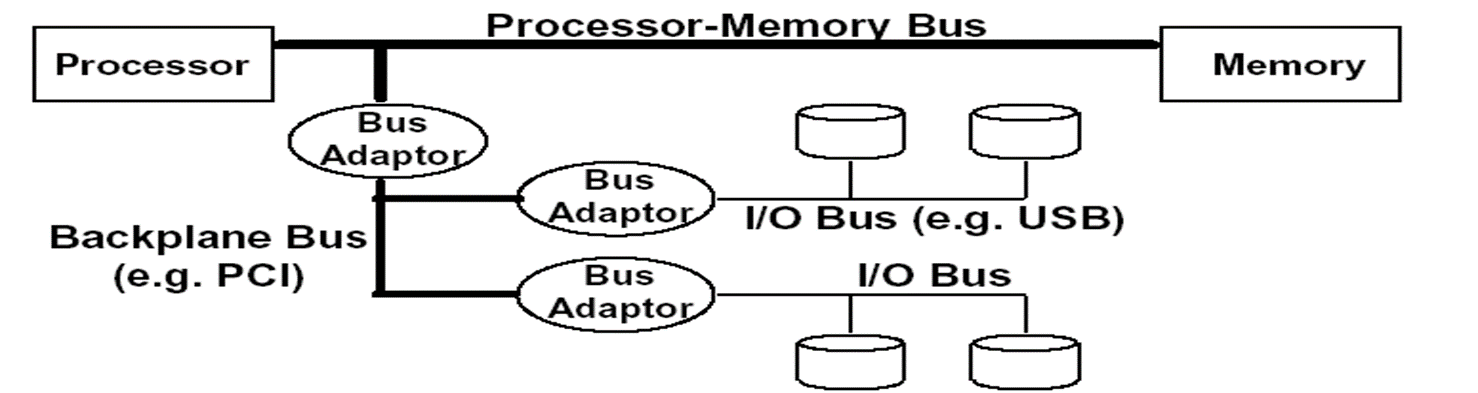 Processor-Memory Bus
Processor
Memory
Bus
Adaptor
Bus
Adaptor
I/O Bus (e.g. USB)
Backplane Bus
(e.g. PCI)
Bus
Adaptor
I/O Bus